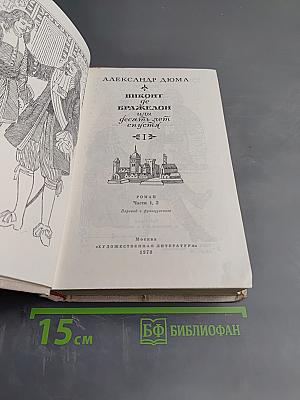 АЛЕКСАНДР ДЮМА
ВИКОНТ
де
БРАЖЕЛОН
или
десять лет
спустя
I
РОМАН
Части 1, 2
Перевод с французского
Москва
«ХУДОЖЕСТВЕННАЯ ЛИТЕРАТУРА»
1978
15 см
БФ БИБЛИОФАН